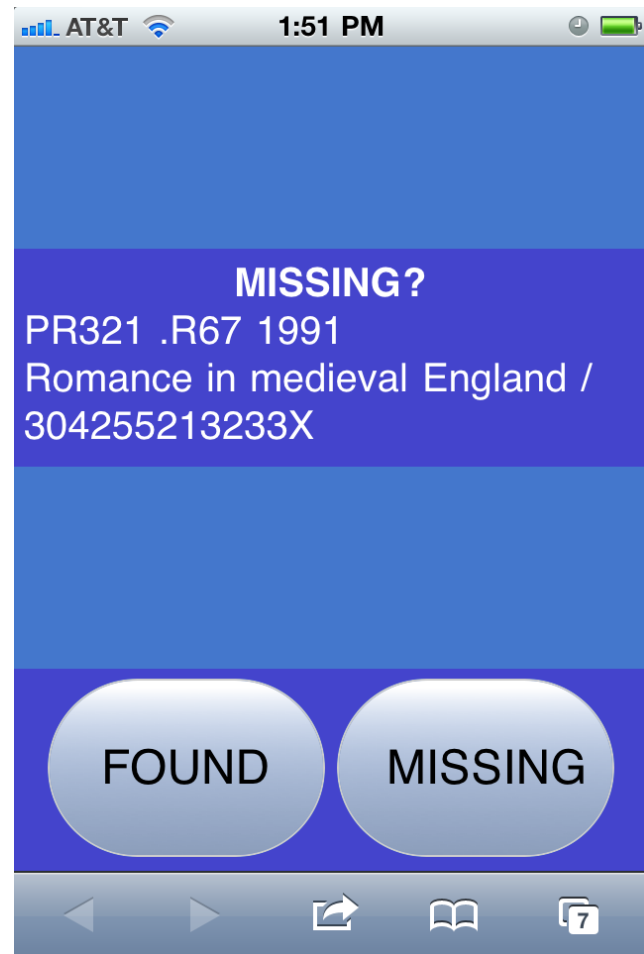 AT&T 1:51 PM
MISSING?
PR321 .R67 1991
Romance in medieval England /
304255213233X
FOUND MISSING
7